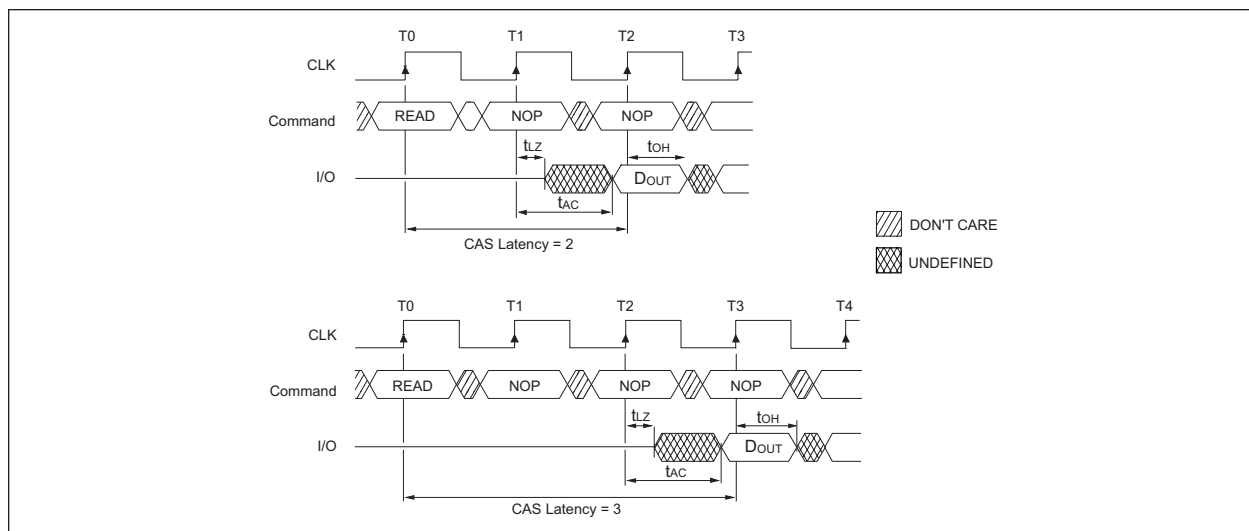 T0 T1 T2 T3
CLK
Command READ NOP NOP
tLZ tOH
I/O DOUT
tAC
CAS Latency = 2
DON'T CARE
UNDEFINED
T0 T1 T2 T3 T4
CLK
Command READ NOP NOP NOP
tLZ tOH
I/O DOUT
tAC
CAS Latency = 3